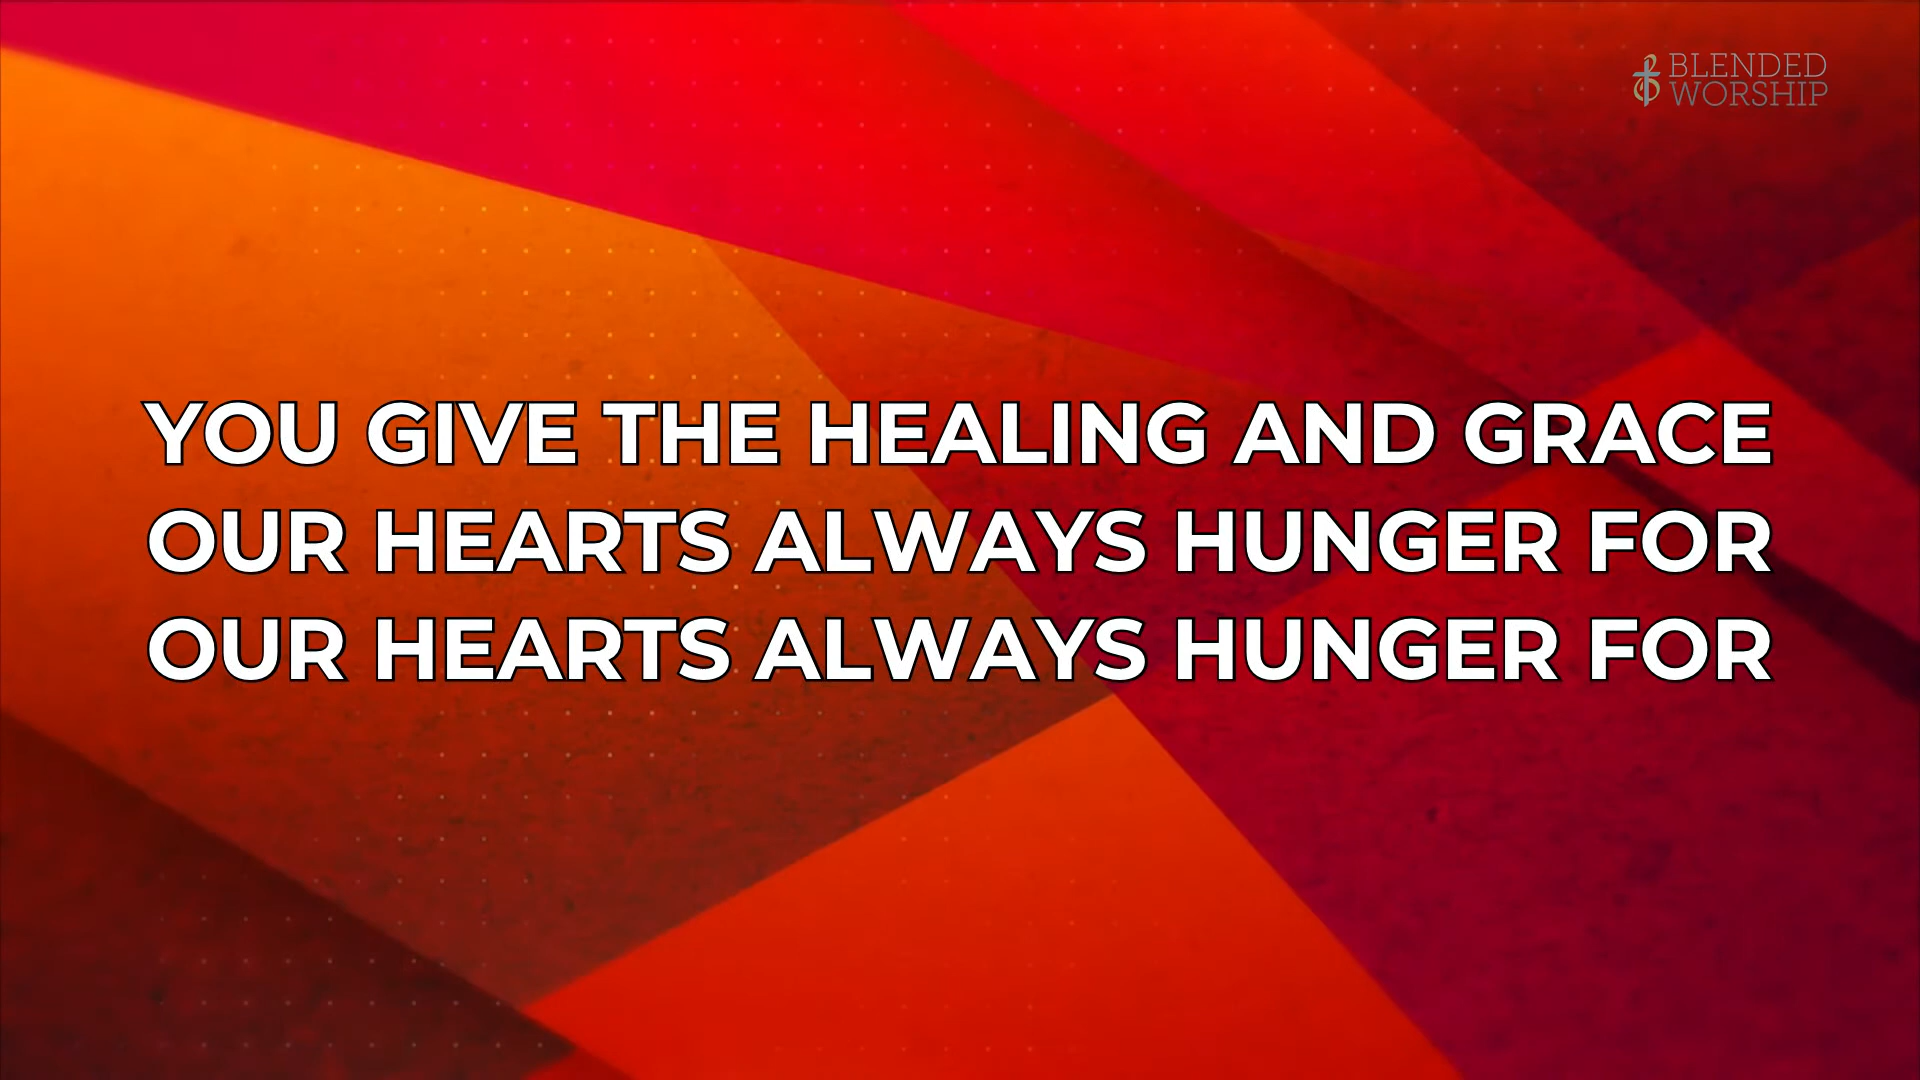 BLENDED
WORSHIP
YOU GIVE THE HEALING AND GRACE
OUR HEARTS ALWAYS HUNGER FOR
OUR HEARTS ALWAYS HUNGER FOR